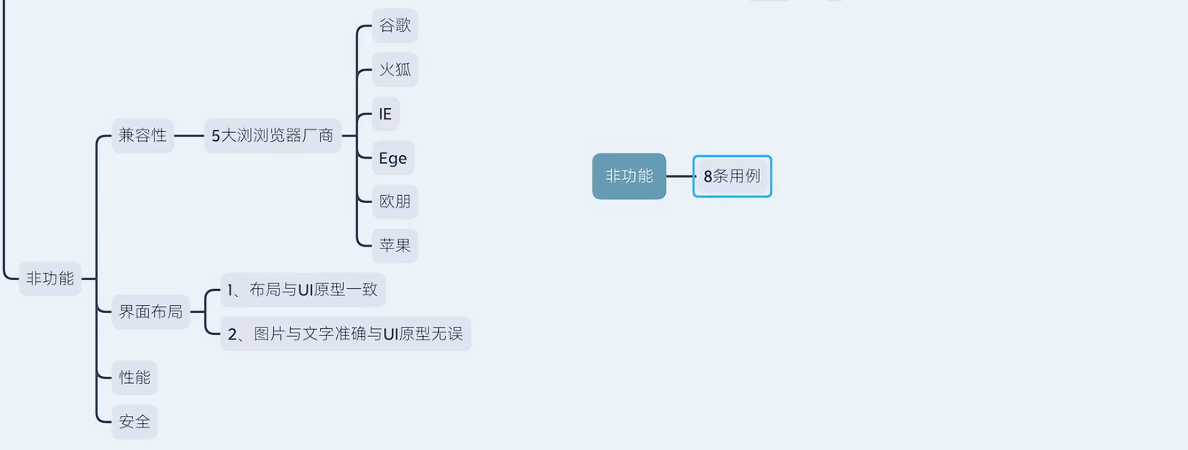 谷歌
火狐
IE
兼容性
5大浏浏览器厂商
Ege
欧朋
苹果
非功能
8条用例
非功能
界面布局
1、布局与UI原型一致
2、图片与文字准确与UI原型无误
性能
安全